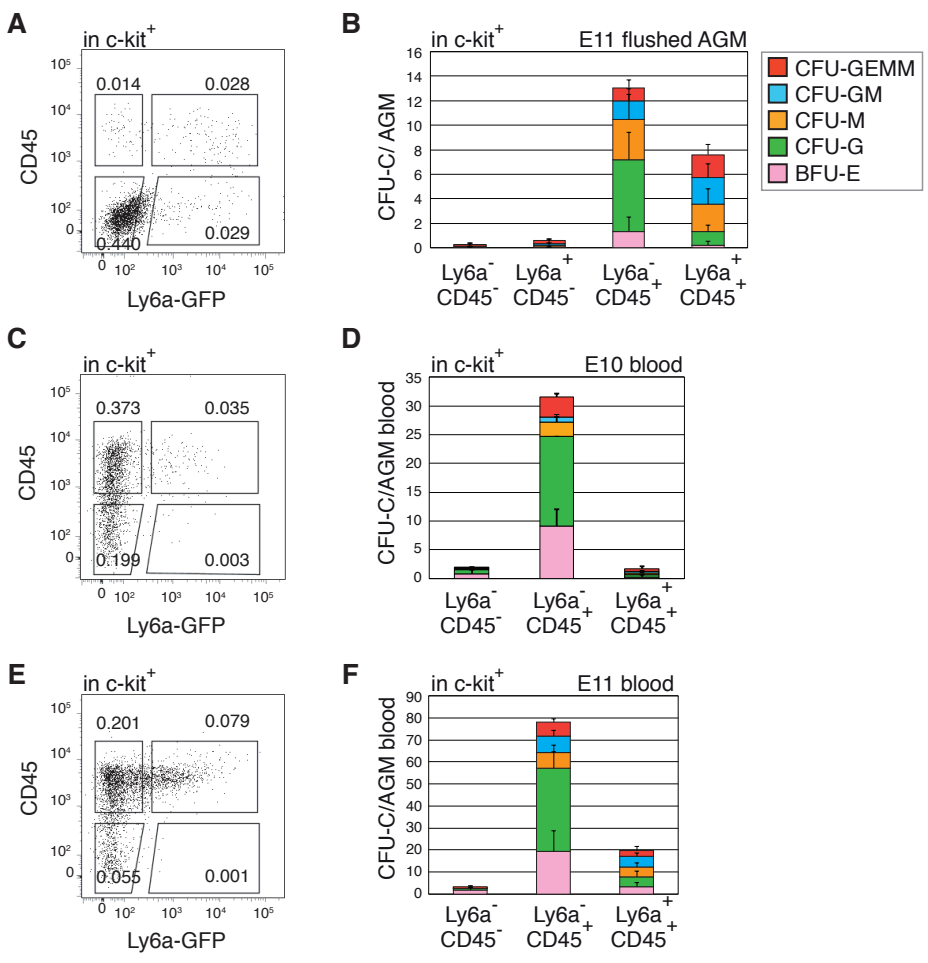 A
in c-kit+
0.014 0.028
0.440 0.029
10^5
10^4
10^3
10^2
0
CD45
0 10^2 10^3 10^4 10^5
Ly6a-GFP
B
in c-kit+ E11 flushed AGM
16
14
12
10
8
6
4
2
0
CFU-C/ AGM
Ly6a- Ly6a+ Ly6a- Ly6a+
CD45- CD45- CD45+ CD45+
CFU-GEMM
CFU-GM
CFU-M
CFU-G
BFU-E
C
in c-kit+
0.373 0.035
0.199 0.003
10^5
10^4
10^3
10^2
0
CD45
0 10^2 10^3 10^4 10^5
Ly6a-GFP
D
in c-kit+ E10 blood
35
30
25
20
15
10
5
0
CFU-C/AGM blood
Ly6a- Ly6a- Ly6a+
CD45- CD45+ CD45+
E
in c-kit+
0.201 0.079
0.055 0.001
10^5
10^4
10^3
10^2
0
CD45
0 10^2 10^3 10^4 10^5
Ly6a-GFP
F
in c-kit+ E11 blood
90
80
70
60
50
40
30
20
10
0
CFU-C/AGM blood
Ly6a- Ly6a- Ly6a+
CD45- CD45+ CD45+